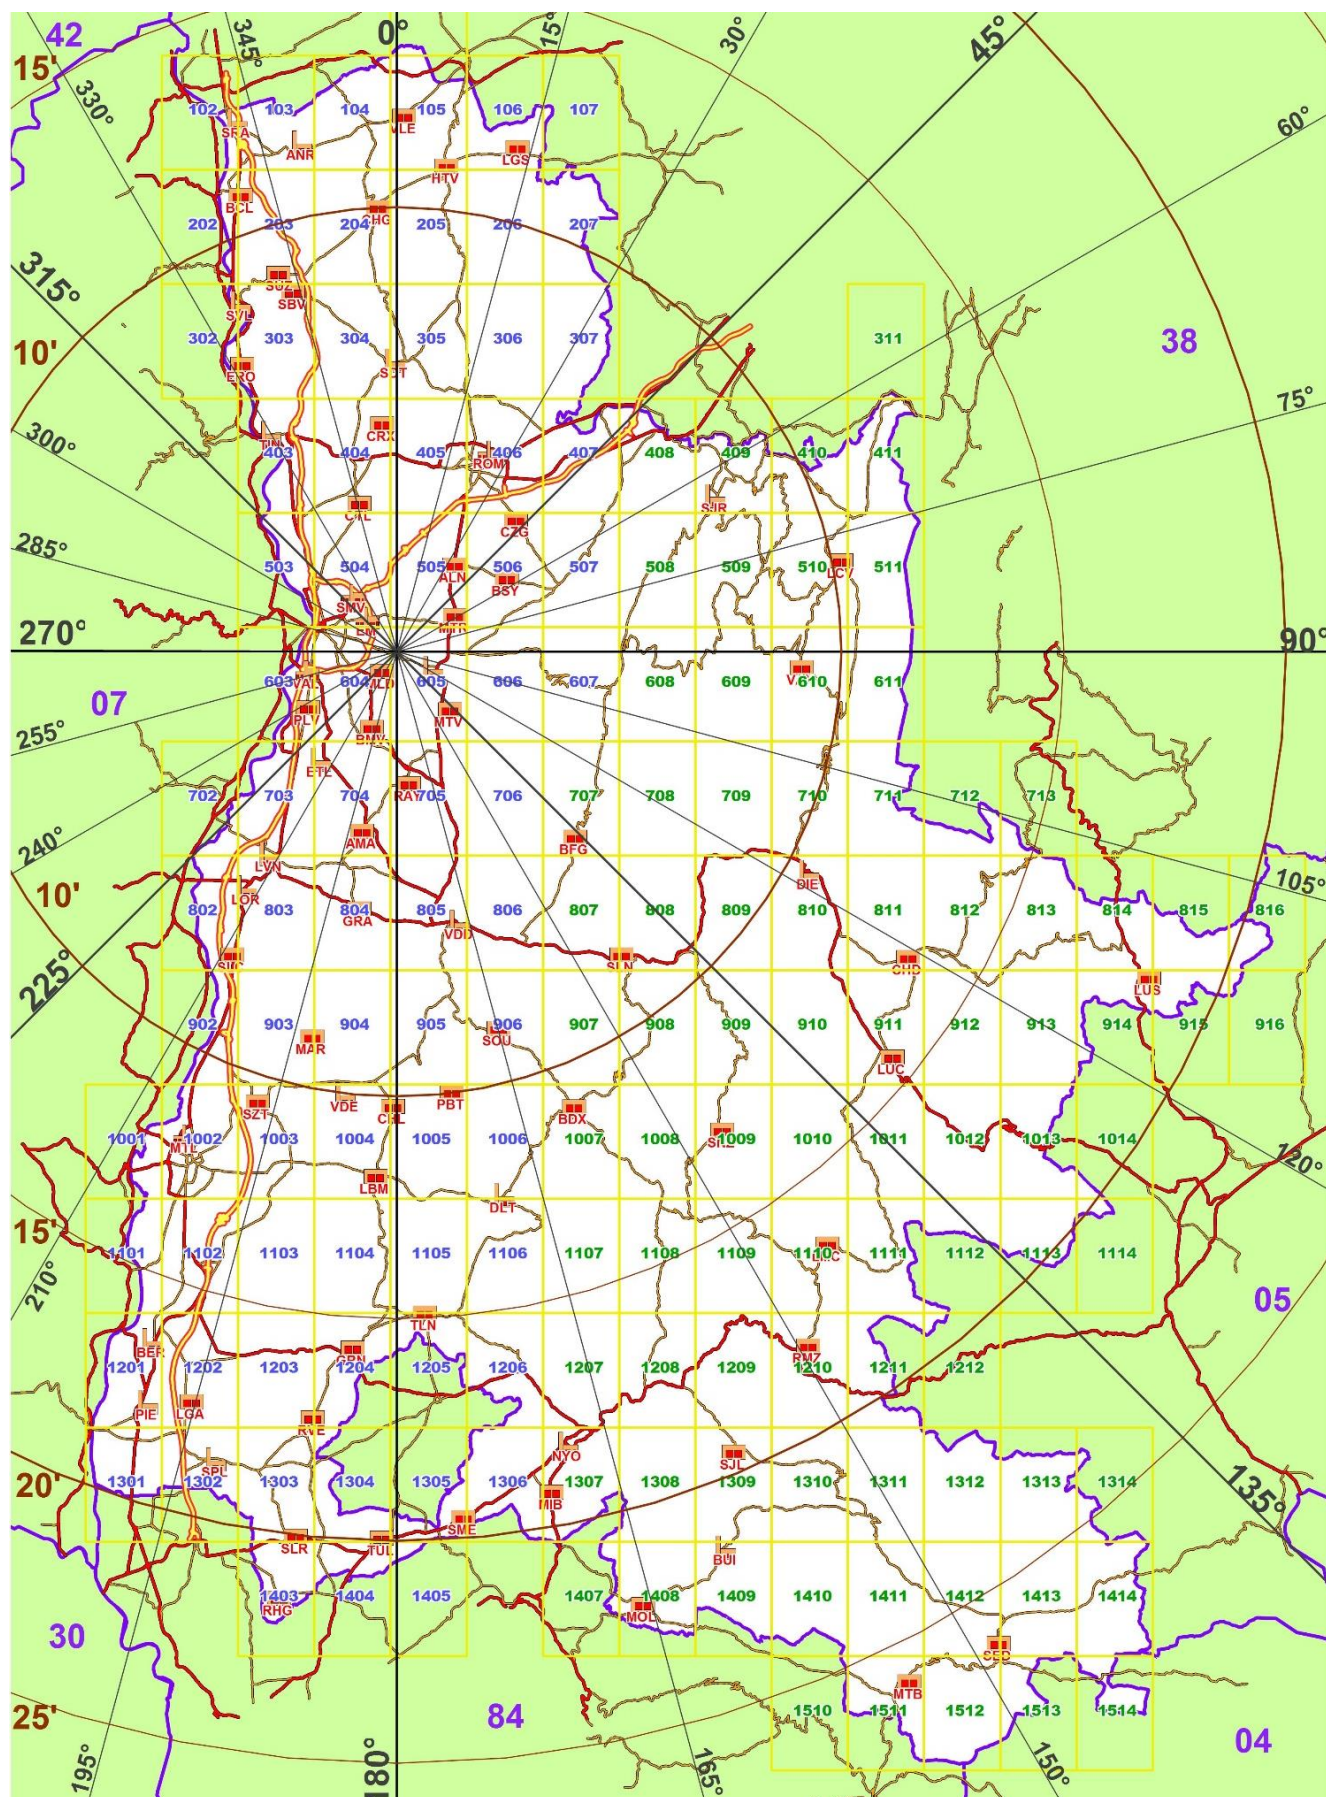 42 345° 0° 15° 30° 45°
15'
330° 102 103 104 105 106 107
SRA ANR VLE LGS 60°
HTV
BCL CHG
202 203 204 205 206 207
315° SUZ SBV
SVL
10' 302 303 304 305 306 307 311 38
ERO SCT
75°
300° CRX
TIN 403 404 405 ROM 406 407 408 409 410 411
CTL CZG SJR
285° 503 504 505 506 507 508 509 510 511
ALN BSY LCV
SMV MTR
EM
270° 90°
VAL 603 604 MLD 605 606 607 608 609 610 611
07 PLV MTV
255° BMV
ETL
702 703 704 RAY 705 706 707 708 709 710 711 712 713
240° AMA BFG
LVN
10' LOR DIE 105°
802 803 804 805 806 807 808 809 810 811 812 813 814 815 816
GRA VDD
225° SLN CHD
LUS
902 903 904 905 906 907 908 909 910 911 912 913 914 915 916
MAR SOU LUC
SZT VDE CEL PBT BDX
1001 1002 1003 1004 1005 1006 1007 1008 1009 1010 1011 1012 1013 1014
MTL 120°
LBM DLT
15'
1101 1102 1103 1104 1105 1106 1107 1108 1109 1110 1111 1112 1113 1114
210° 05
TLN
BER GRN RMZ
1201 1202 1203 1204 1205 1206 1207 1208 1209 1210 1211 1212
PIE LGA RVE
NYO SJL
SPL
20' 1301 1302 1303 1304 1305 1306 1307 1308 1309 1310 1311 1312 1313 1314
MIB 135°
SME
SLR TUL BUI
1403 1404 1405 1407 1408 1409 1410 1411 1412 1413 1414
RHG MOL
30 SED
MTB
25' 84 1510 1511 1512 1513 1514
04
195° 180° 165° 150°